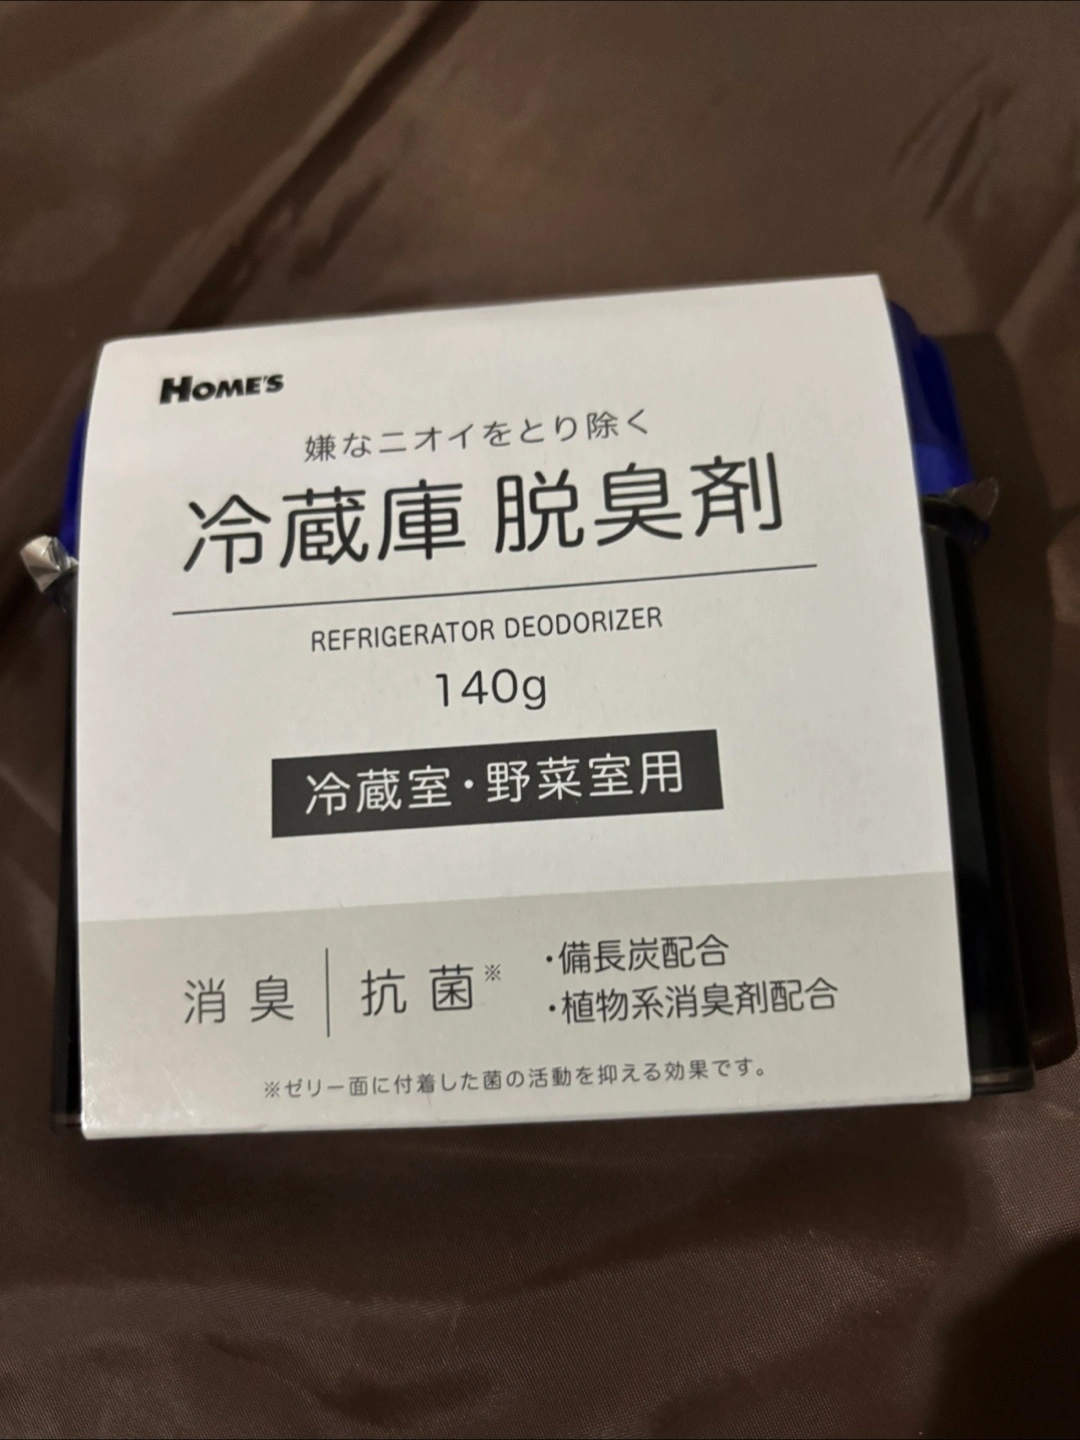 HOME'S
嫌なニオイをとり除く
冷蔵庫 脱臭剤
REFRIGERATOR DEODORIZER
140g
冷蔵室・野菜室用
消臭 | 抗菌※
・備長炭配合
・植物系消臭剤配合
※ゼリー面に付着した菌の活動を抑える効果です。